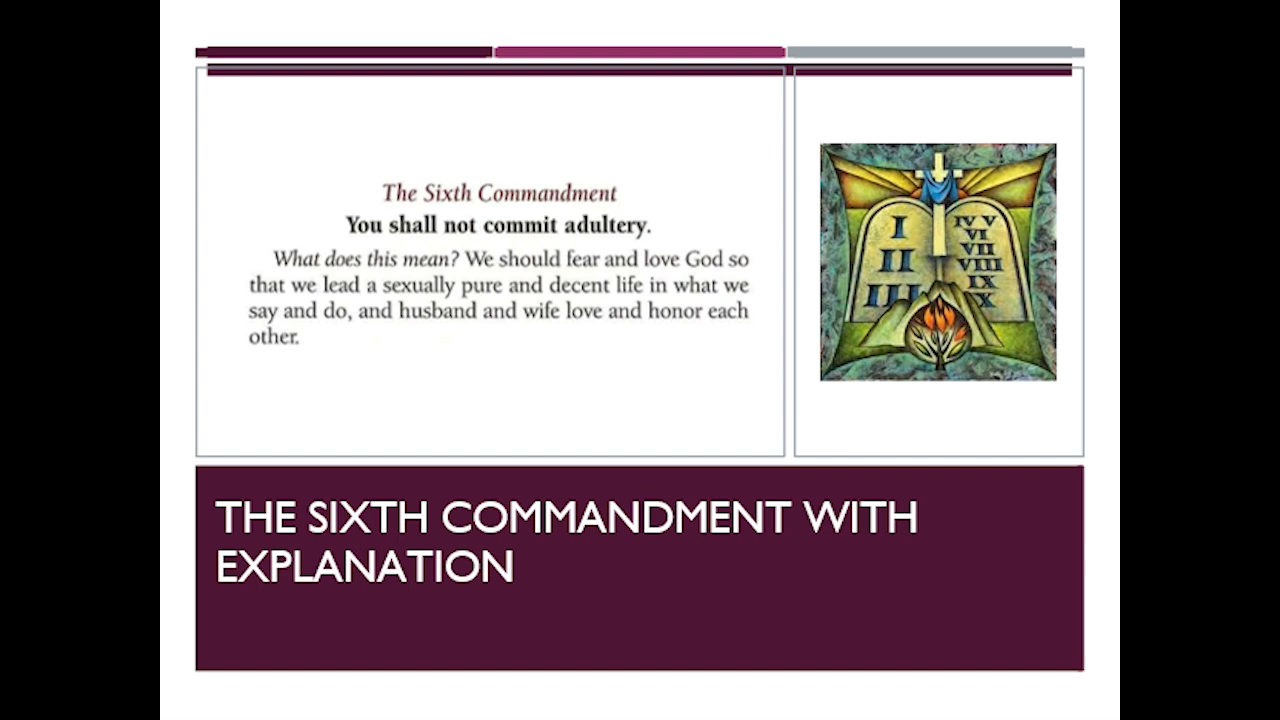 The Sixth Commandment
You shall not commit adultery.
What does this mean? We should fear and love God so
that we lead a sexually pure and decent life in what we
say and do, and husband and wife love and honor each
other.
I
II
III
IV V
VI
VII
VIII
IX
X
THE SIXTH COMMANDMENT WITH
EXPLANATION